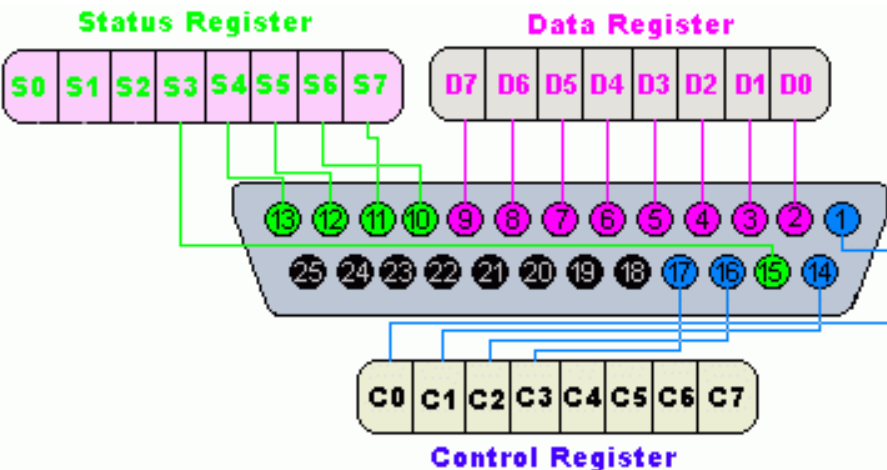 Status Register Data Register
S0 S1 S2 S3 S4 S5 S6 S7 D7 D6 D5 D4 D3 D2 D1 D0
13 12 11 10 9 8 7 6 5 4 3 2 1
25 24 23 22 21 20 19 18 17 16 15 14
C0 C1 C2 C3 C4 C5 C6 C7
Control Register